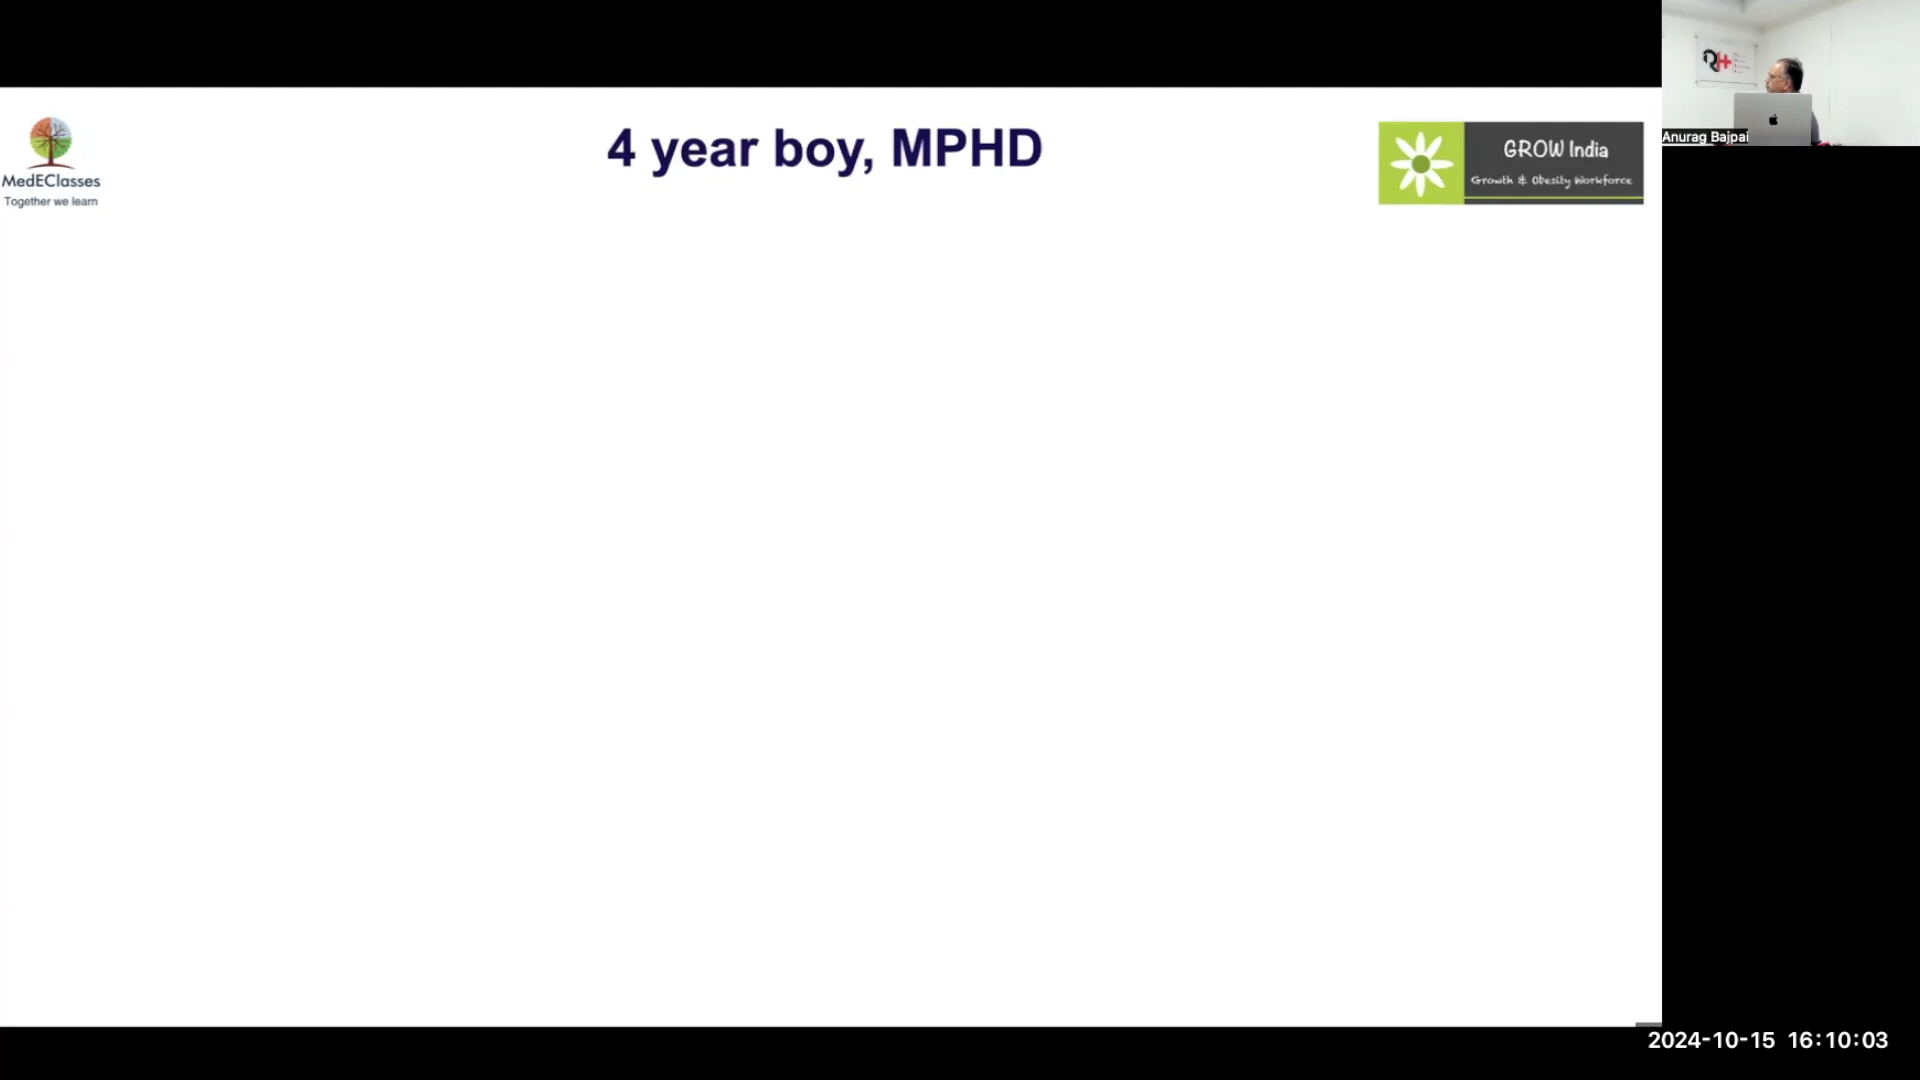 4 year boy, MPHD
MedEClasses
Together we learn
GROW India
Growth & Obesity Workforce
Anurag Bajpai
2024-10-15 16:10:03